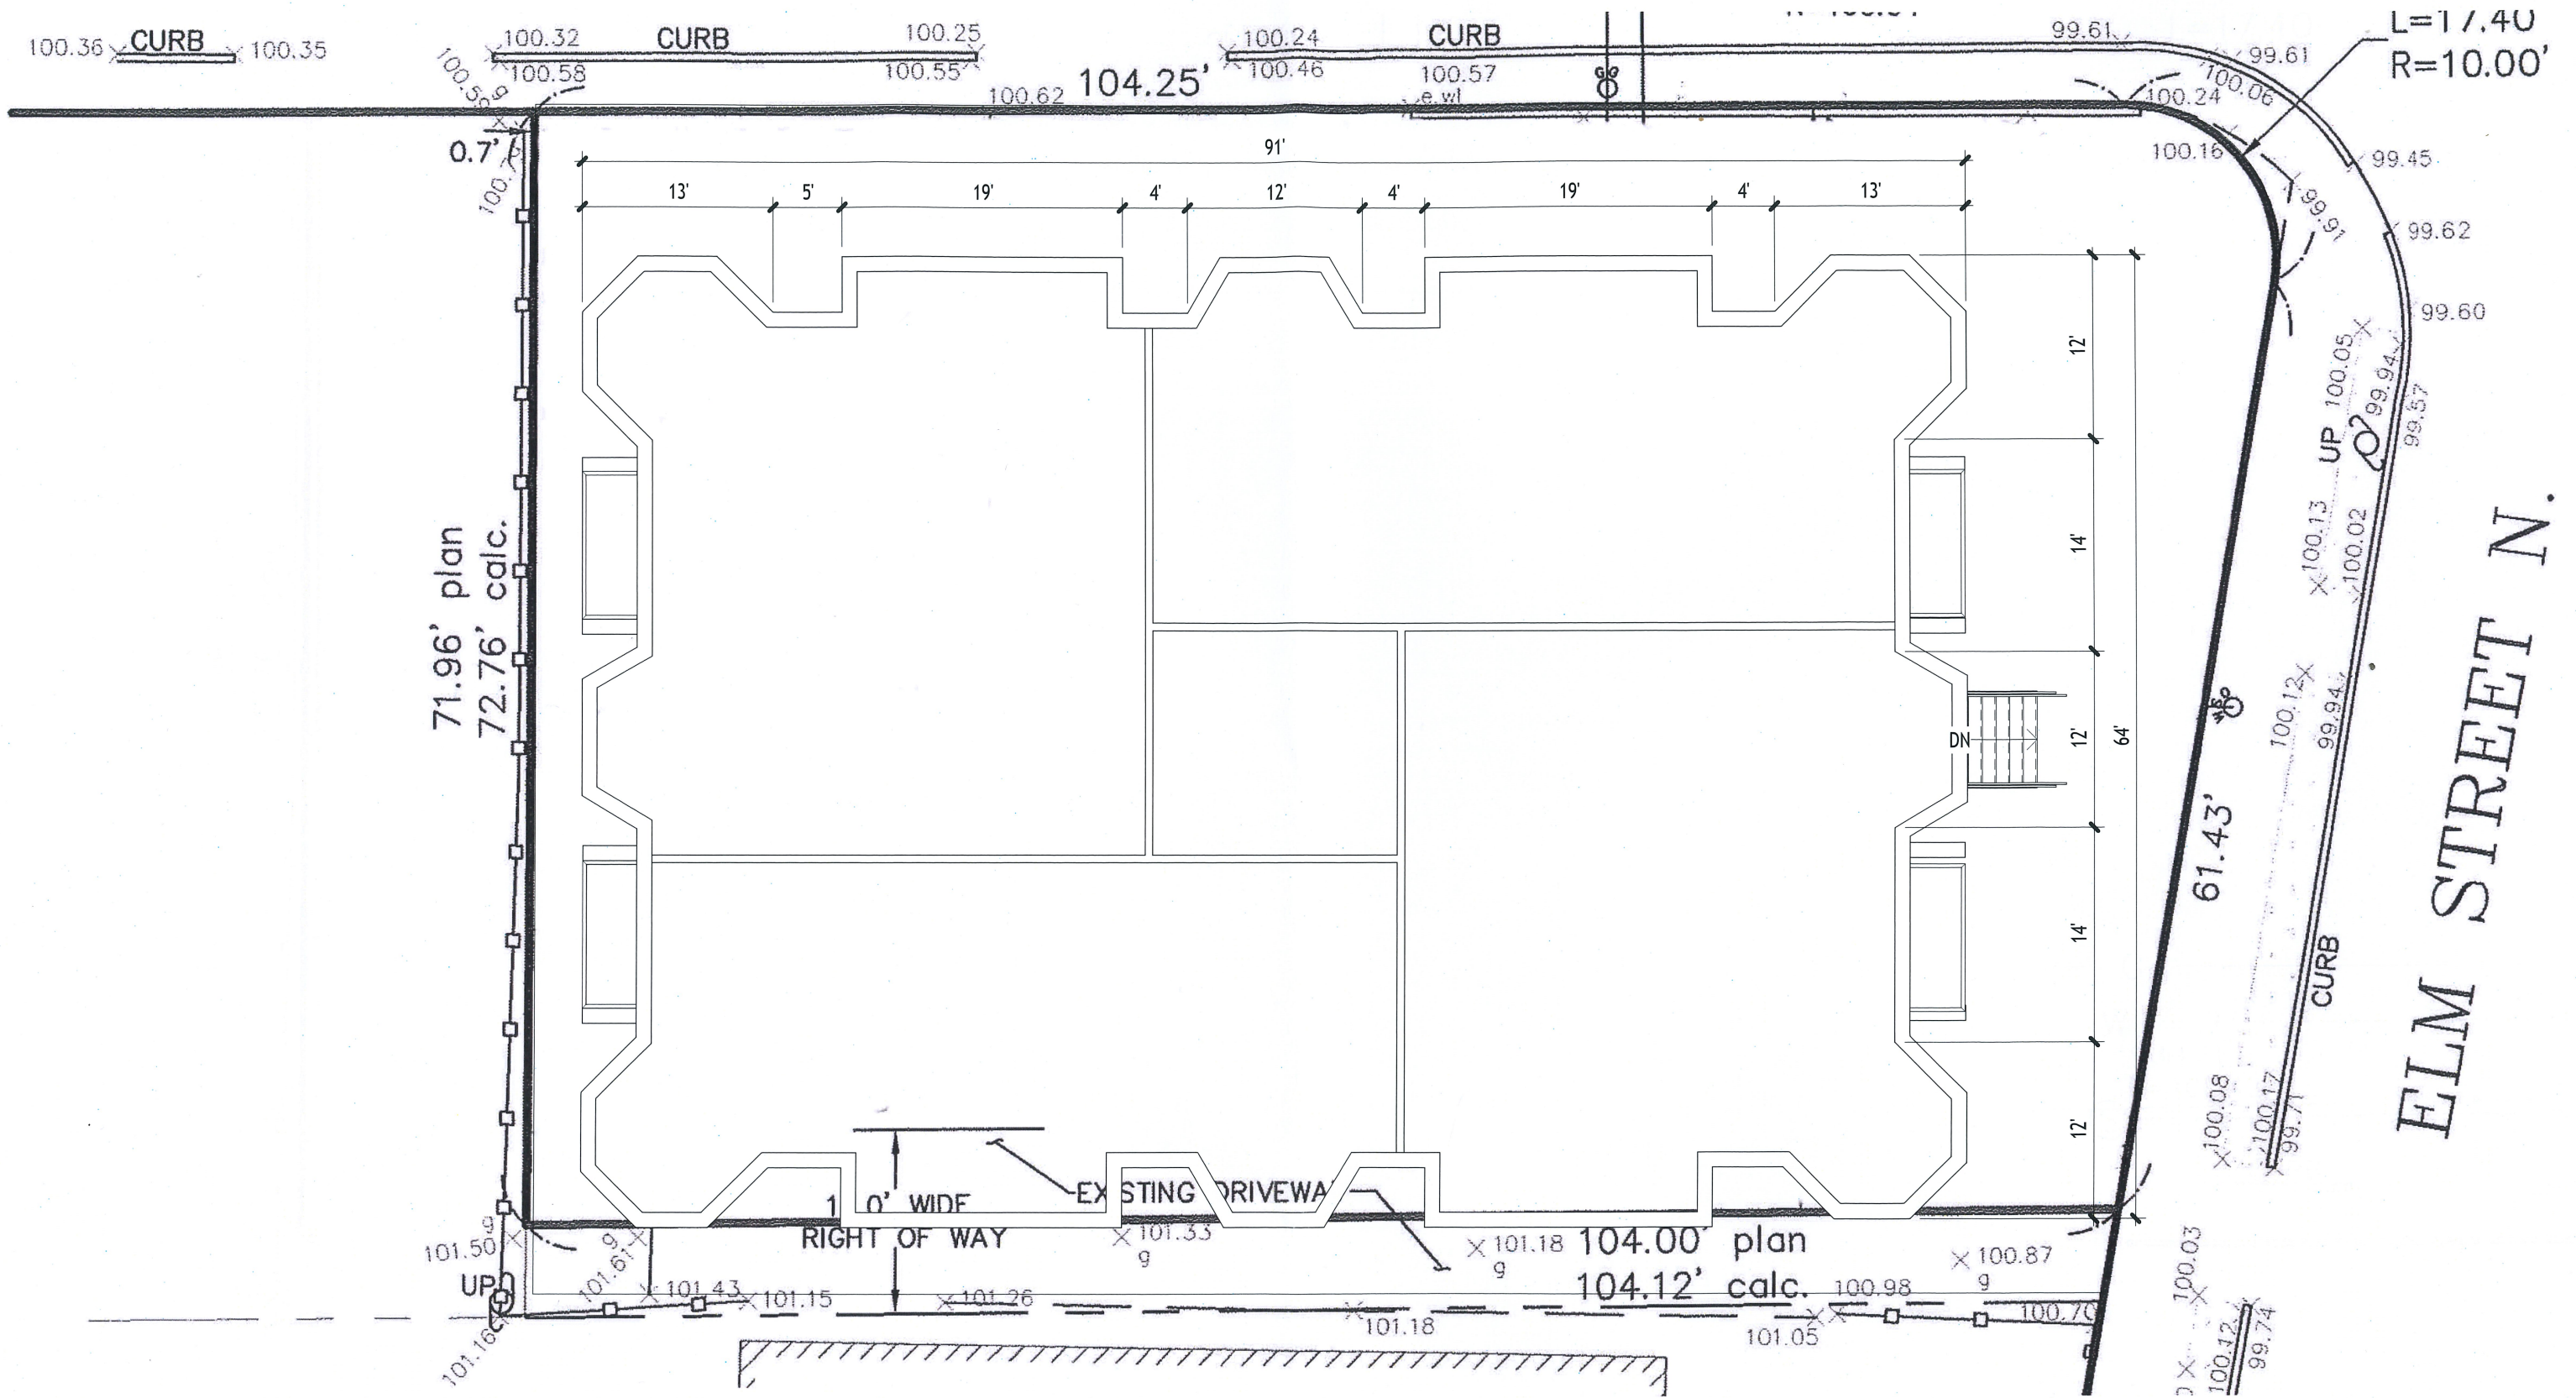 100.36 CURB 100.35
100.32 CURB 100.25
100.58 100.55
100.24 CURB 99.61
100.46 100.57
99.61
L=17.40
R=10.00'
104.25'
100.62
e.wl
100.24
100.06
100.16
99.45
99.91
99.62
99.60
0.7'
91'
13' 5' 19' 4' 12' 4' 19' 4' 13'
12'
14'
12'
14'
12'
64'
DN
UP
100.05
99.94
99.57
100.13
100.02
100.12
99.94
71.96' plan
72.76' calc.
61.43'
CURB
ELM STREET N.
100.08
100.17
99.71
EXISTING DRIVEWA
0' WIDE
RIGHT OF WAY
101.50 g
g
101.61
101.33
g
101.18
g
104.00' plan
104.12' calc.
100.87
g
UP
101.43
101.15
101.26
101.18
101.05
100.98
100.70
101.16
100.03
100.12
99.74